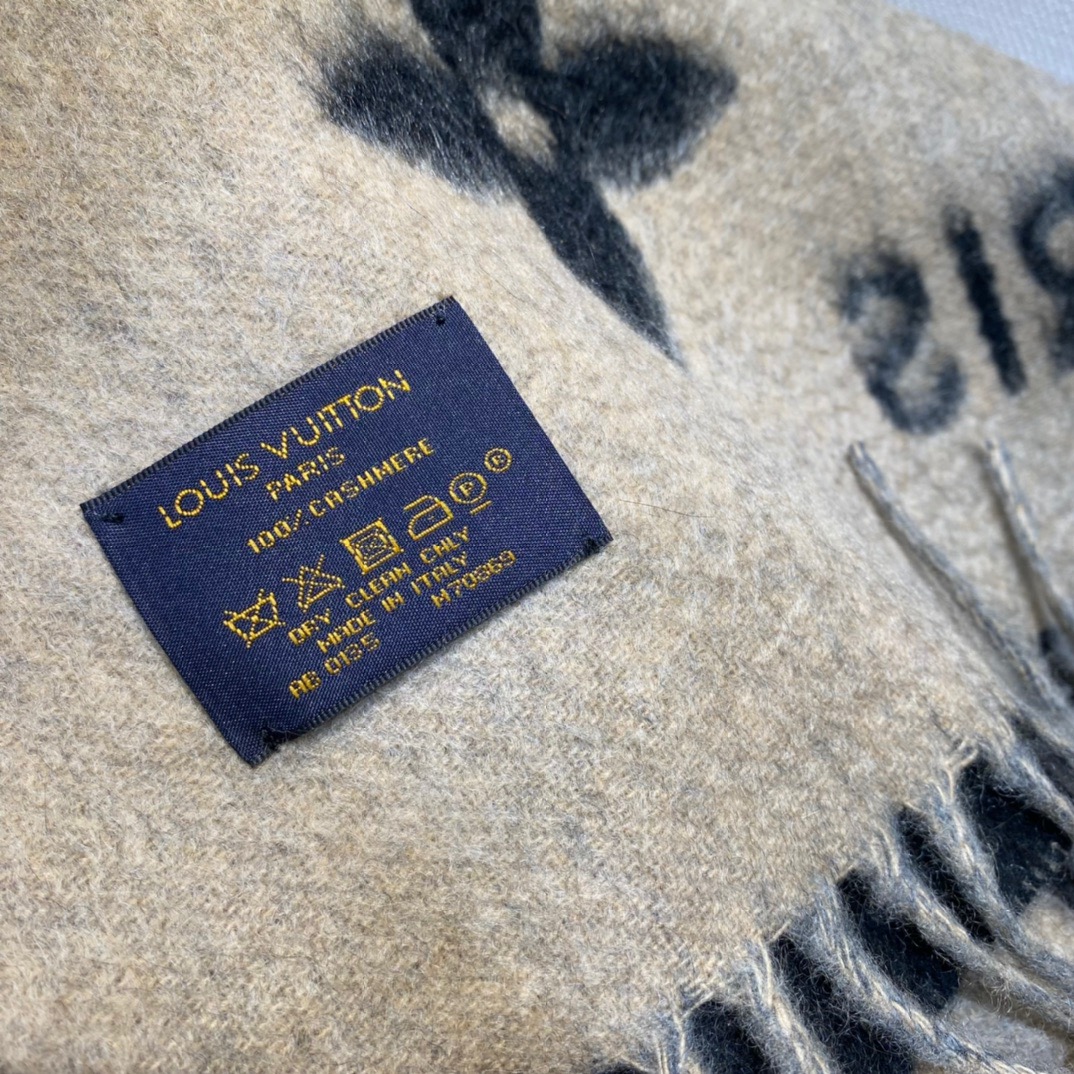 LOUIS VUITTON
PARIS
100% CASHMERE
P
DRY CLEAN ONLY
MADE IN ITALY
AB 0135 M70869